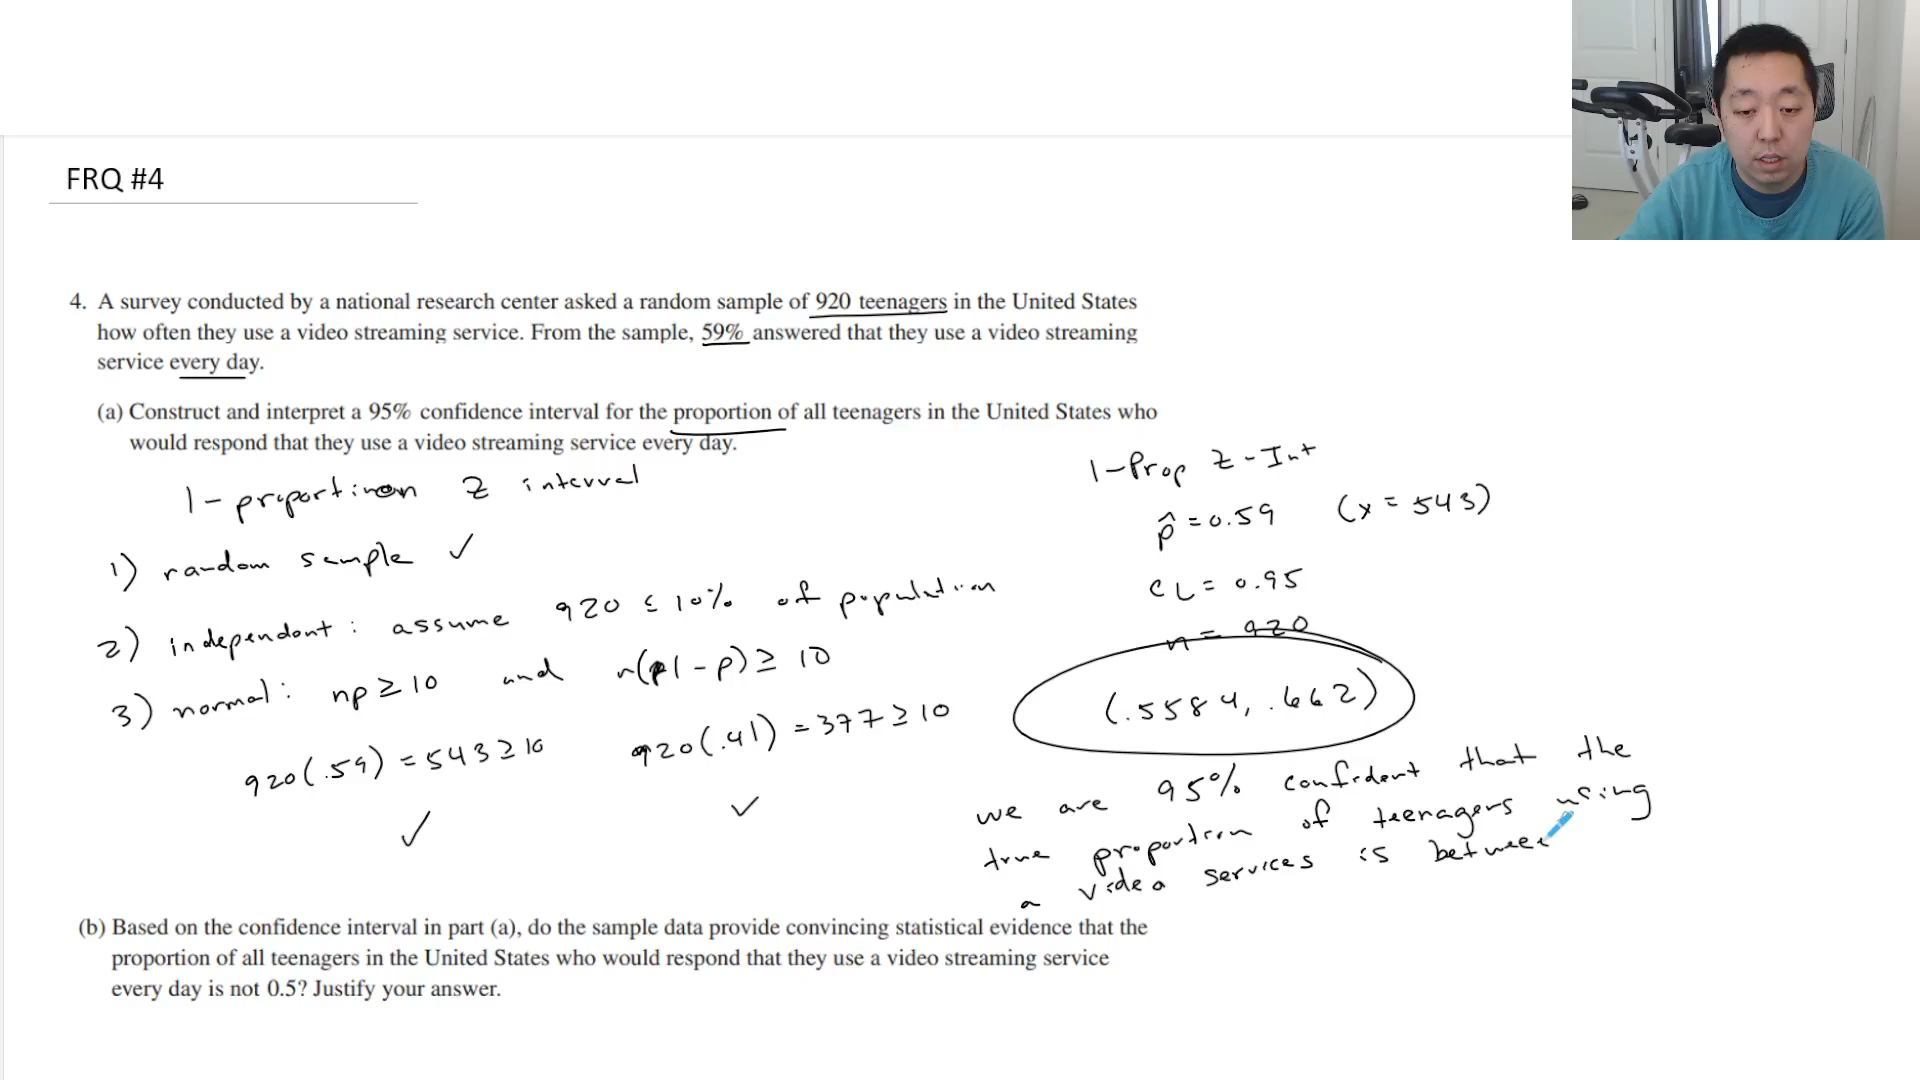 FRQ #4
4. A survey conducted by a national research center asked a random sample of 920 teenagers in the United States
how often they use a video streaming service. From the sample, 59% answered that they use a video streaming
service every day.
(a) Construct and interpret a 95% confidence interval for the proportion of all teenagers in the United States who
would respond that they use a video streaming service every day.
1-proportion Z interval
1) random sample ✓
2) independent: assume 920 ≤ 10% of population
3) normal: np ≥ 10 and n(1-p) ≥ 10
920(.59) = 543 ≥ 10 920(.41) = 377 ≥ 10
✓ ✓
1-Prop Z-Int
p̂ = 0.59 (x = 543)
CL = 0.95
n = 920
(.5584, .662)
we are 95% confident that the
true proportion of teenagers using
a video services is between
(b) Based on the confidence interval in part (a), do the sample data provide convincing statistical evidence that the
proportion of all teenagers in the United States who would respond that they use a video streaming service
every day is not 0.5? Justify your answer.